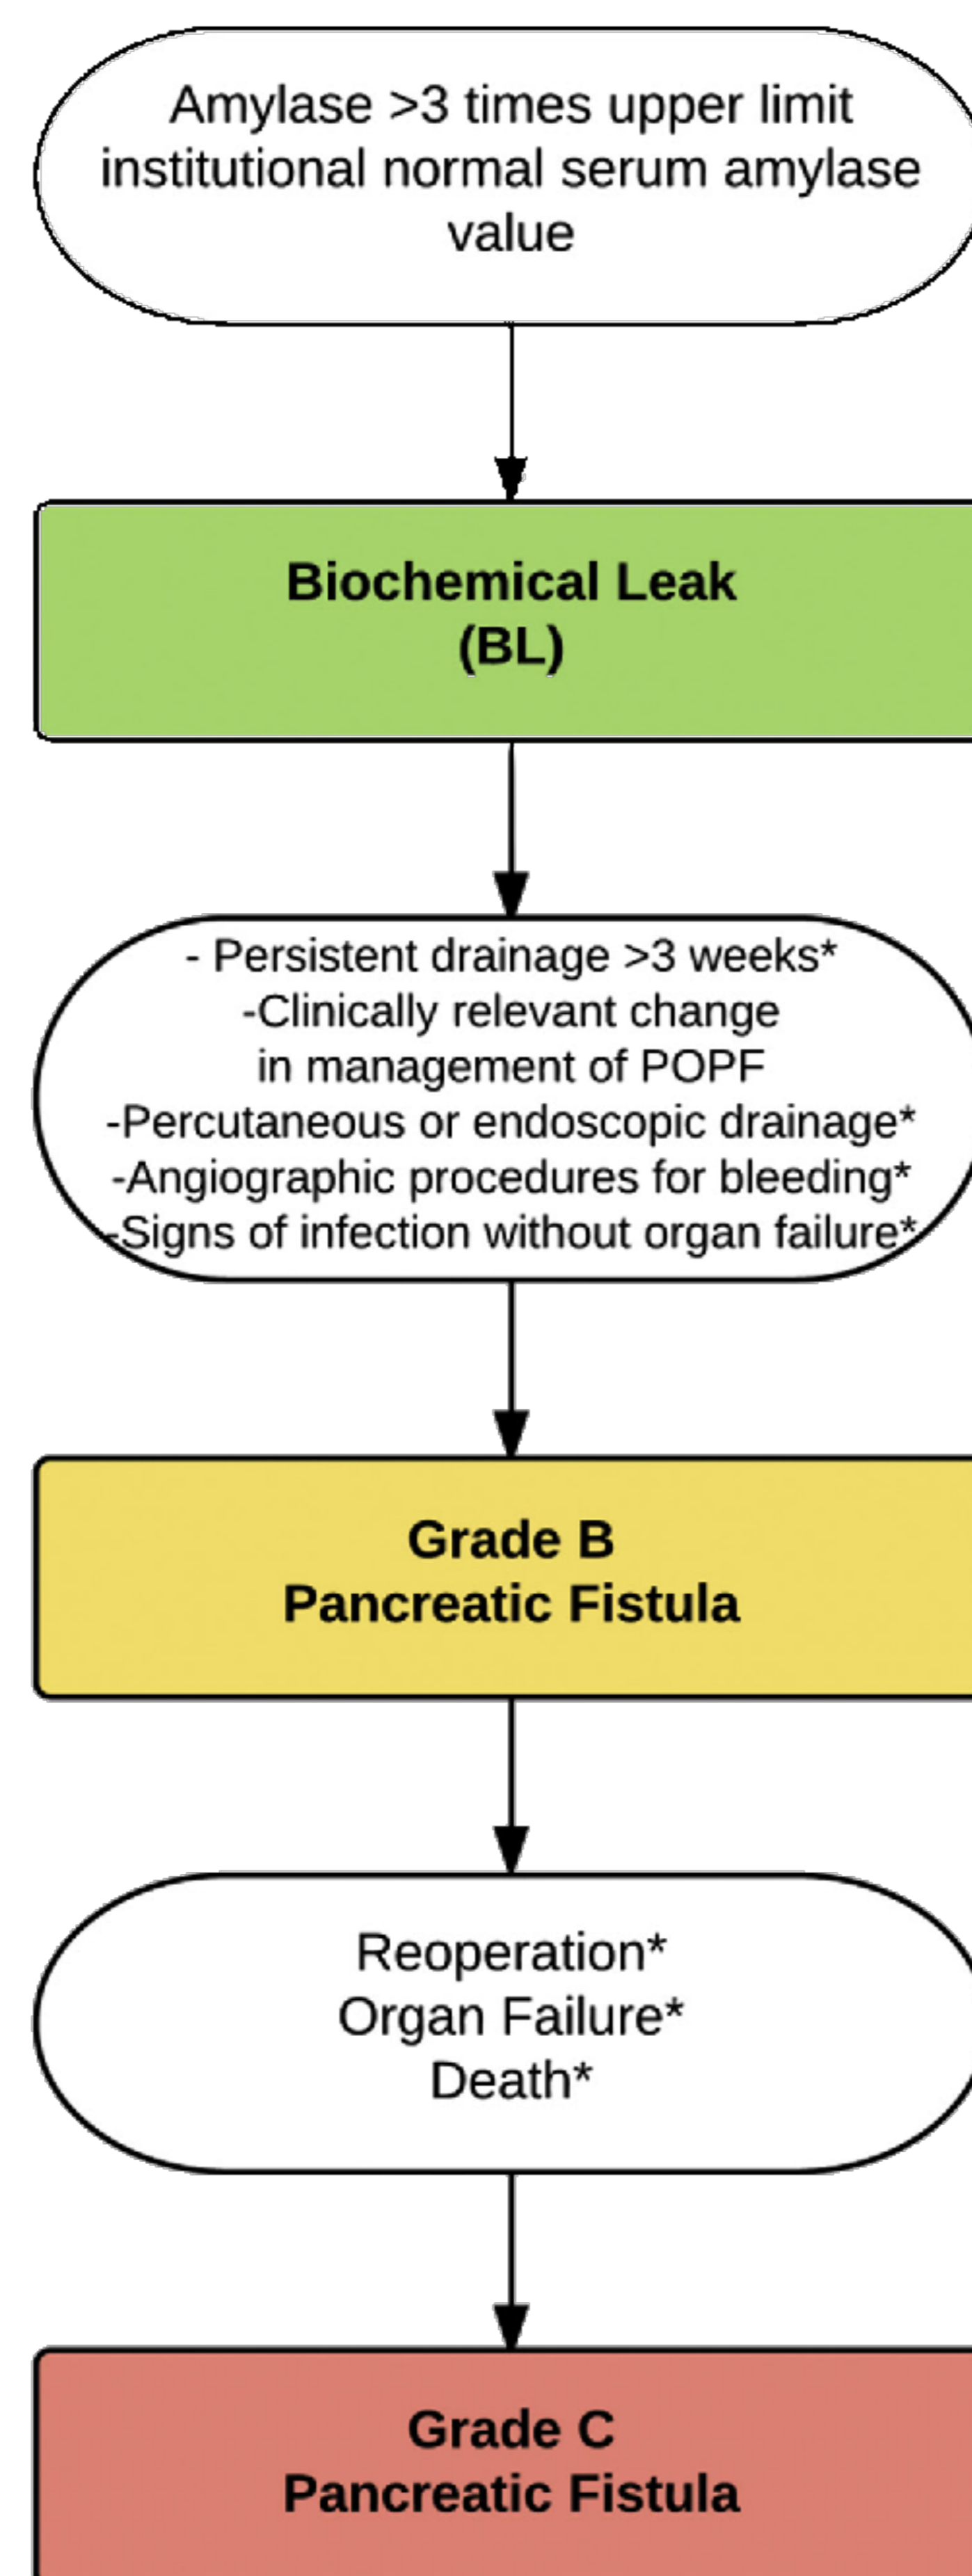 Amylase >3 times upper limit
institutional normal serum amylase
value
Biochemical Leak
(BL)
- Persistent drainage >3 weeks*
-Clinically relevant change
in management of POPF
-Percutaneous or endoscopic drainage*
-Angiographic procedures for bleeding*
-Signs of infection without organ failure*
Grade B
Pancreatic Fistula
Reoperation*
Organ Failure*
Death*
Grade C
Pancreatic Fistula